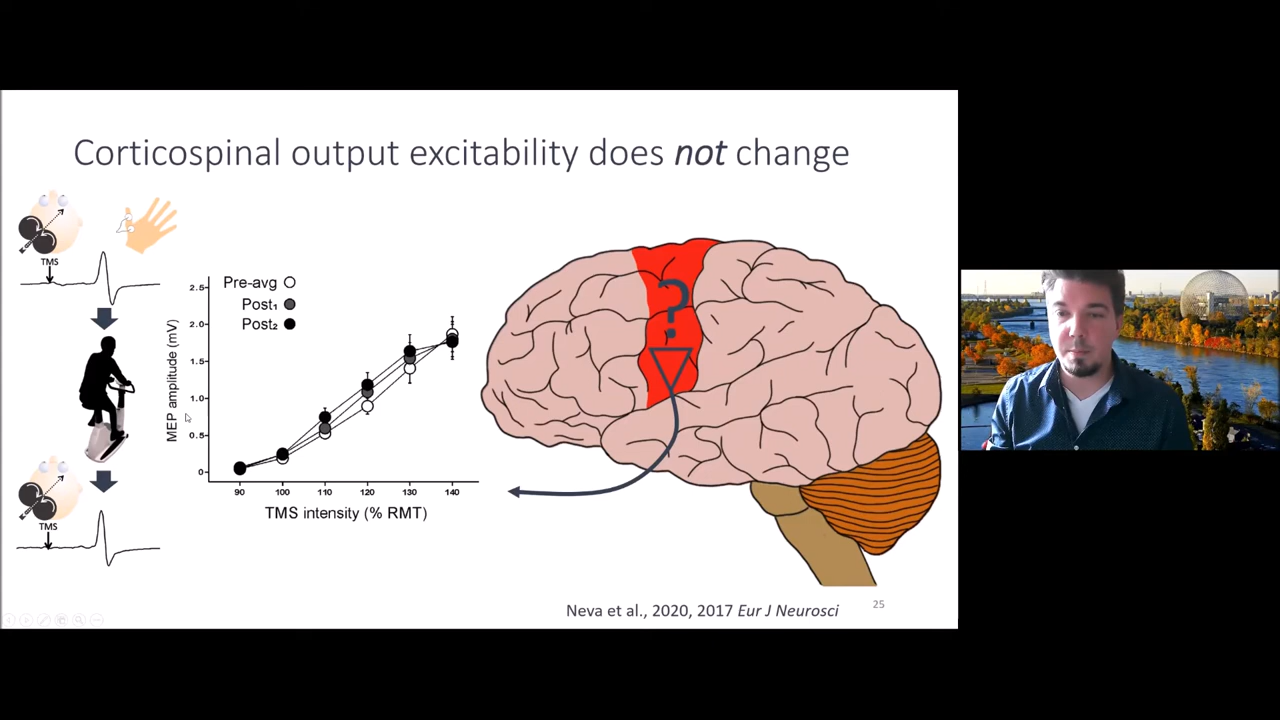 Corticospinal output excitability does not change
TMS
Pre-avg
Post₁
Post₂
2.5
2.0
1.5
1.0
0.5
0
MEP amplitude (mV)
90 100 110 120 130 140
TMS intensity (% RMT)
?
TMS
Neva et al., 2020, 2017 Eur J Neurosci
25